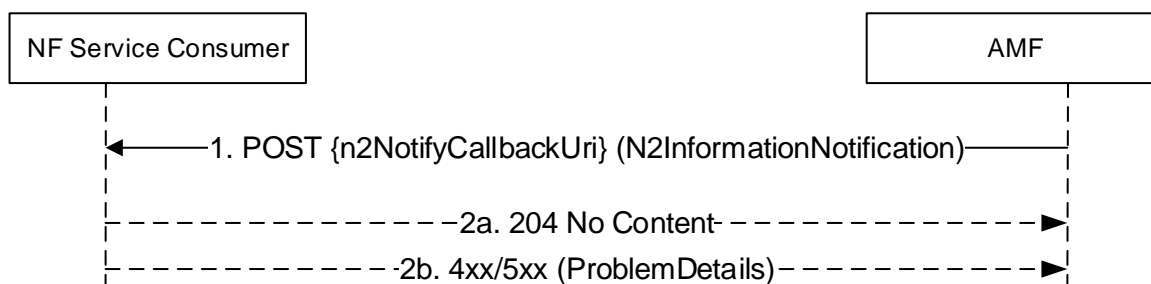 NF Service Consumer
AMF
1. POST {n2NotifyCallbackUri} (N2InformationNotification)
2a. 204 No Content
2b. 4xx/5xx (ProblemDetails)